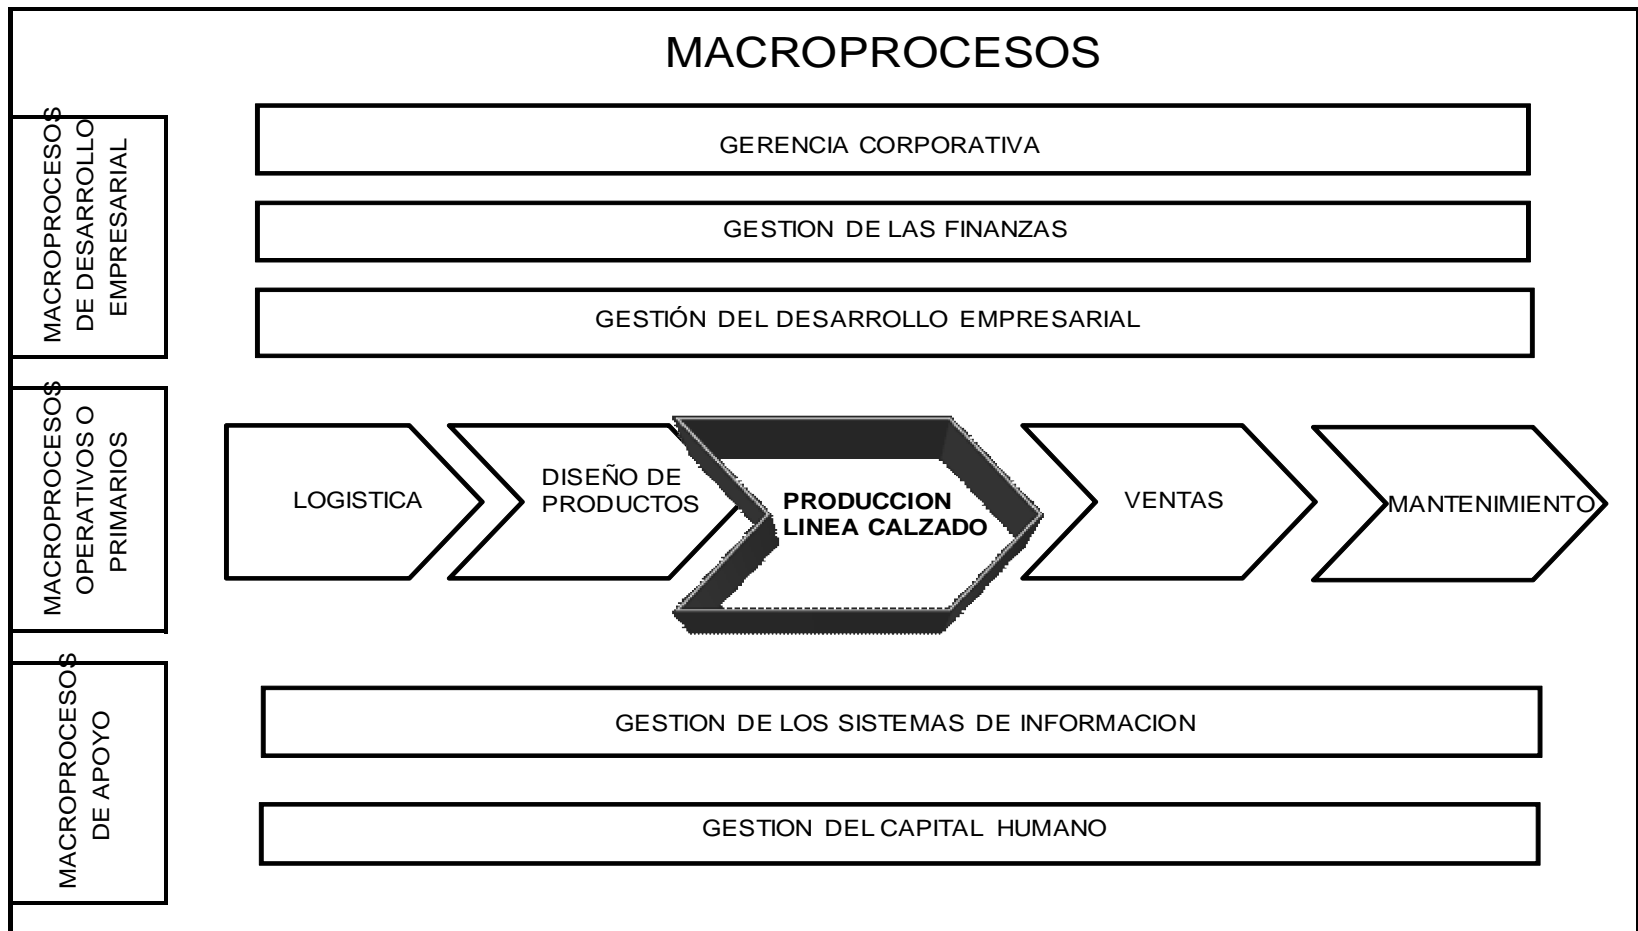 MACROPROCESOS
MACROPROCESOS
DE DESARROLLO
EMPRESARIAL
GERENCIA CORPORATIVA
GESTION DE LAS FINANZAS
GESTIÓN DEL DESARROLLO EMPRESARIAL
MACROPROCESOS
OPERATIVOS O
PRIMARIOS
LOGISTICA
DISEÑO DE
PRODUCTOS
PRODUCCION
LINEA CALZADO
VENTAS
MANTENIMIENTO
MACROPROCESOS
DE APOYO
GESTION DE LOS SISTEMAS DE INFORMACION
GESTION DEL CAPITAL HUMANO